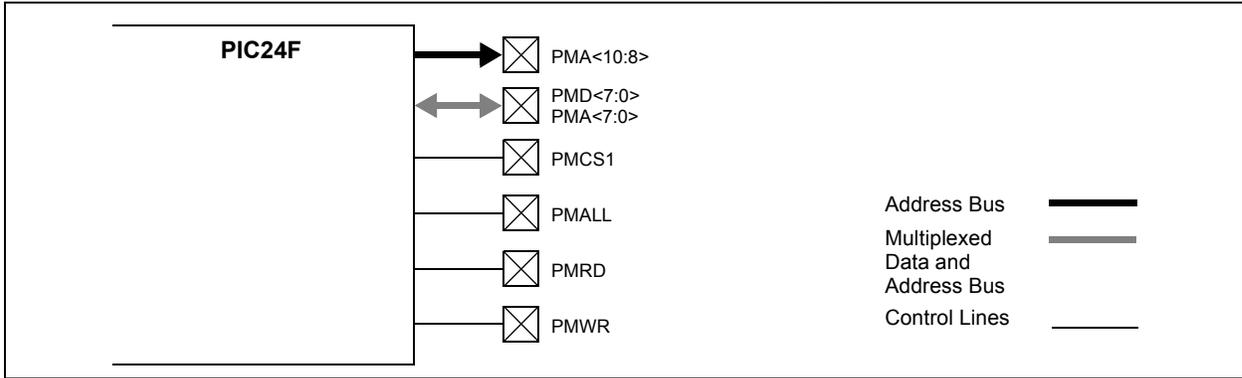 PIC24F
PMA<10:8>
PMD<7:0>
PMA<7:0>
PMCS1
PMALL
PMRD
PMWR
Address Bus
Multiplexed
Data and
Address Bus
Control Lines